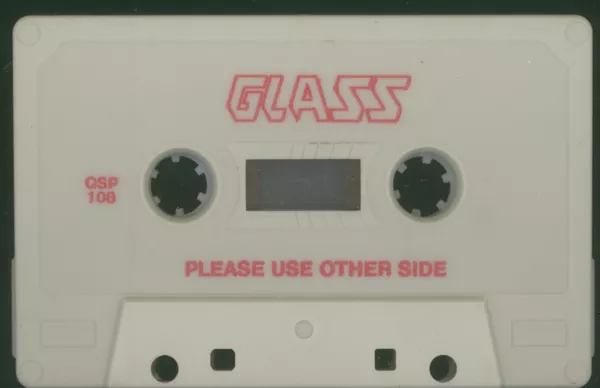 GLASS
QSP
108
PLEASE USE OTHER SIDE